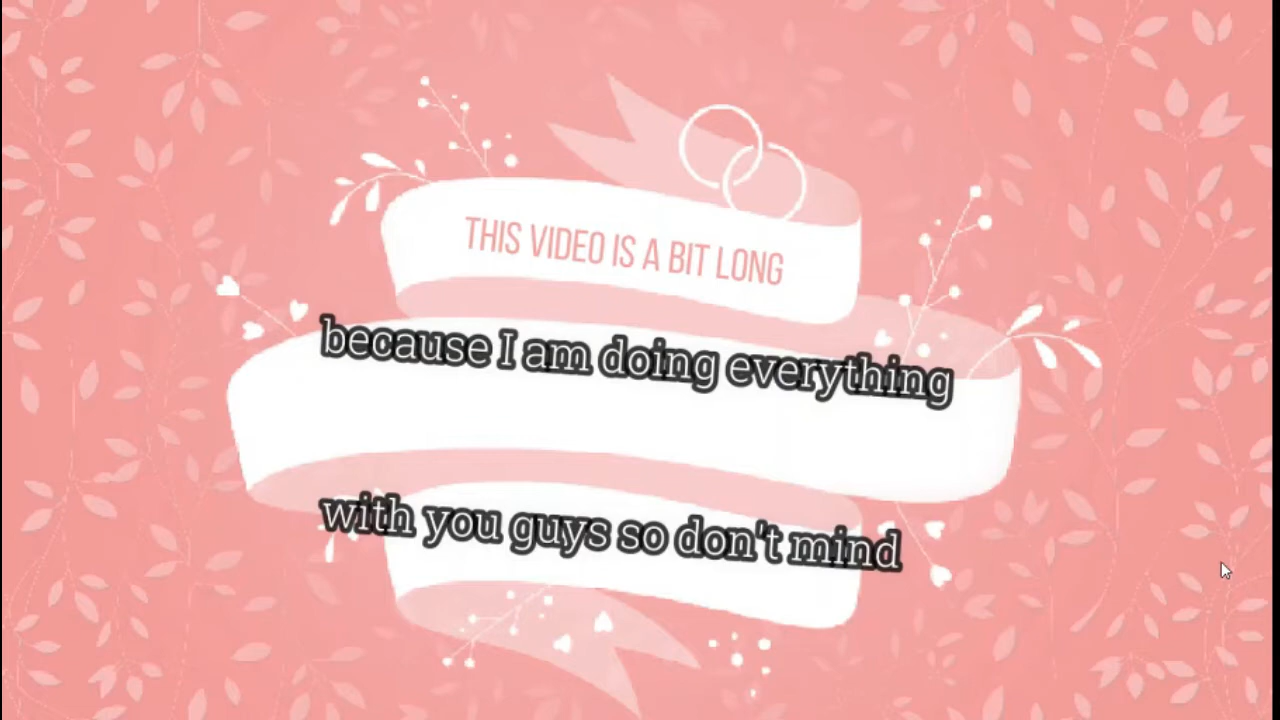 THIS VIDEO IS A BIT LONG
because I am doing everything
with you guys so don't mind